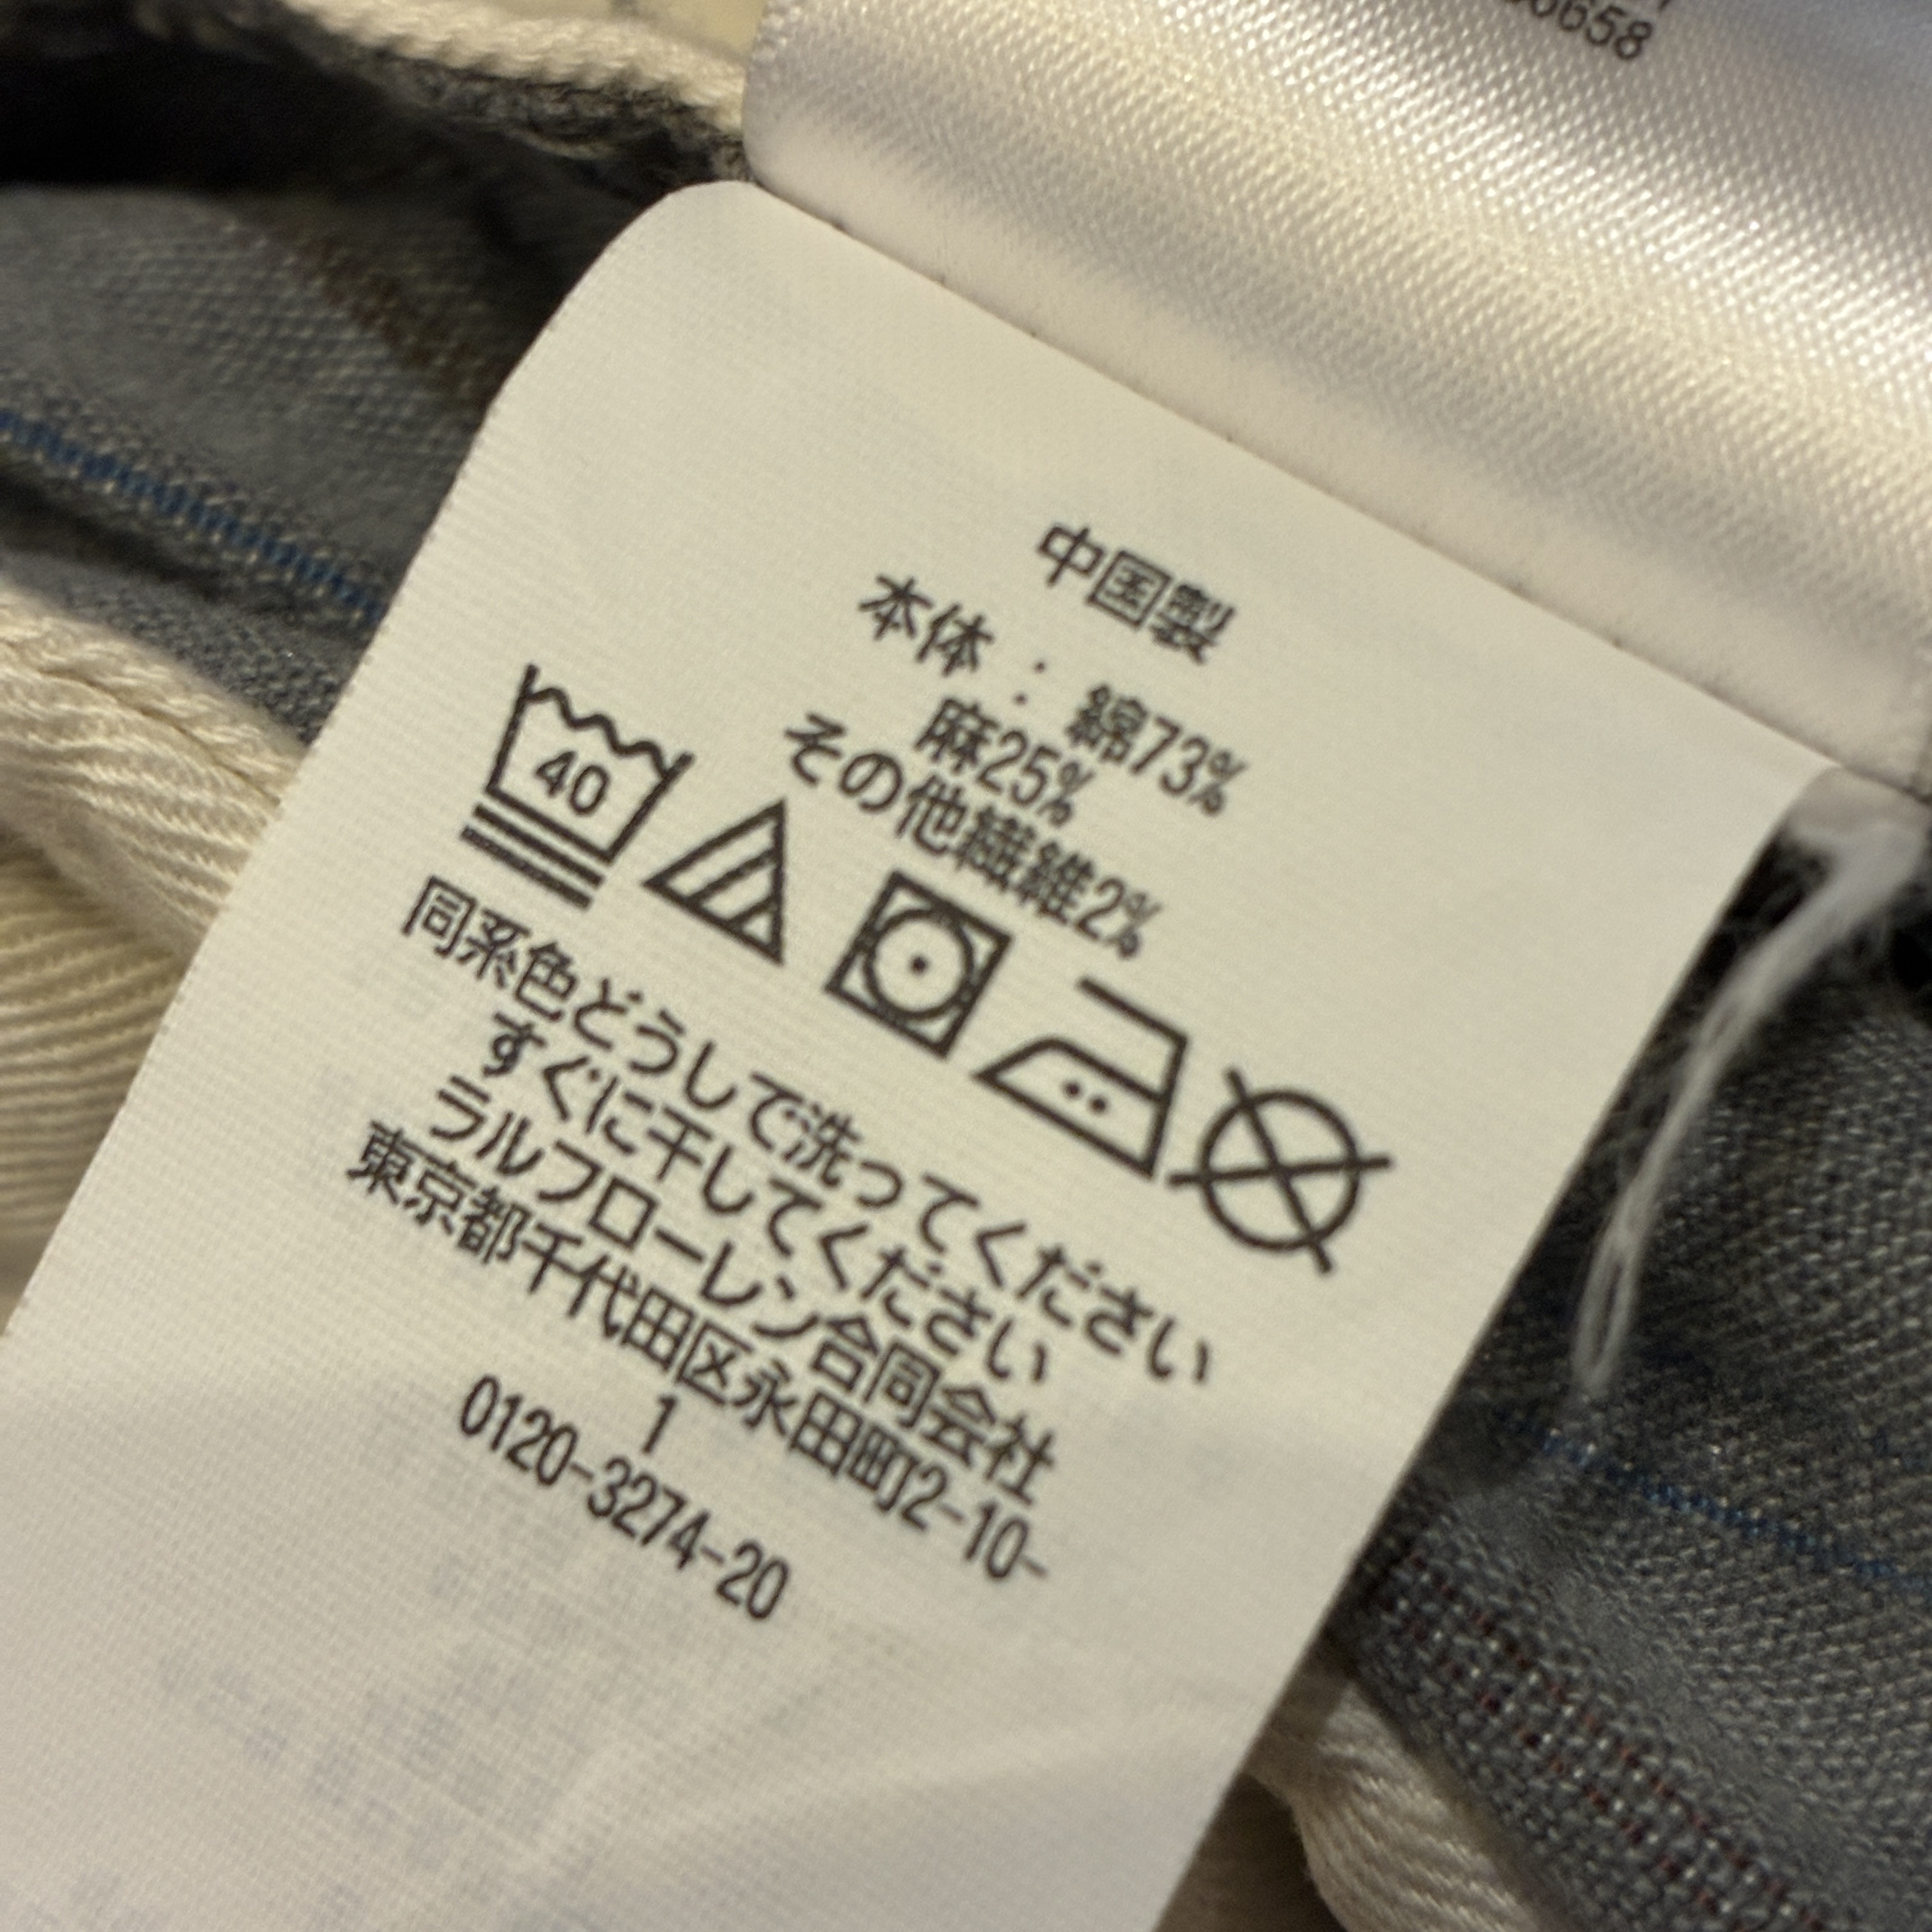 中国製
本体：綿73%
麻25%
その他繊維2%
40
同系色どうしで洗ってください
すぐに干してください
ラルフローレン合同会社
東京都千代田区永田町2-10-
1
0120-3274-20